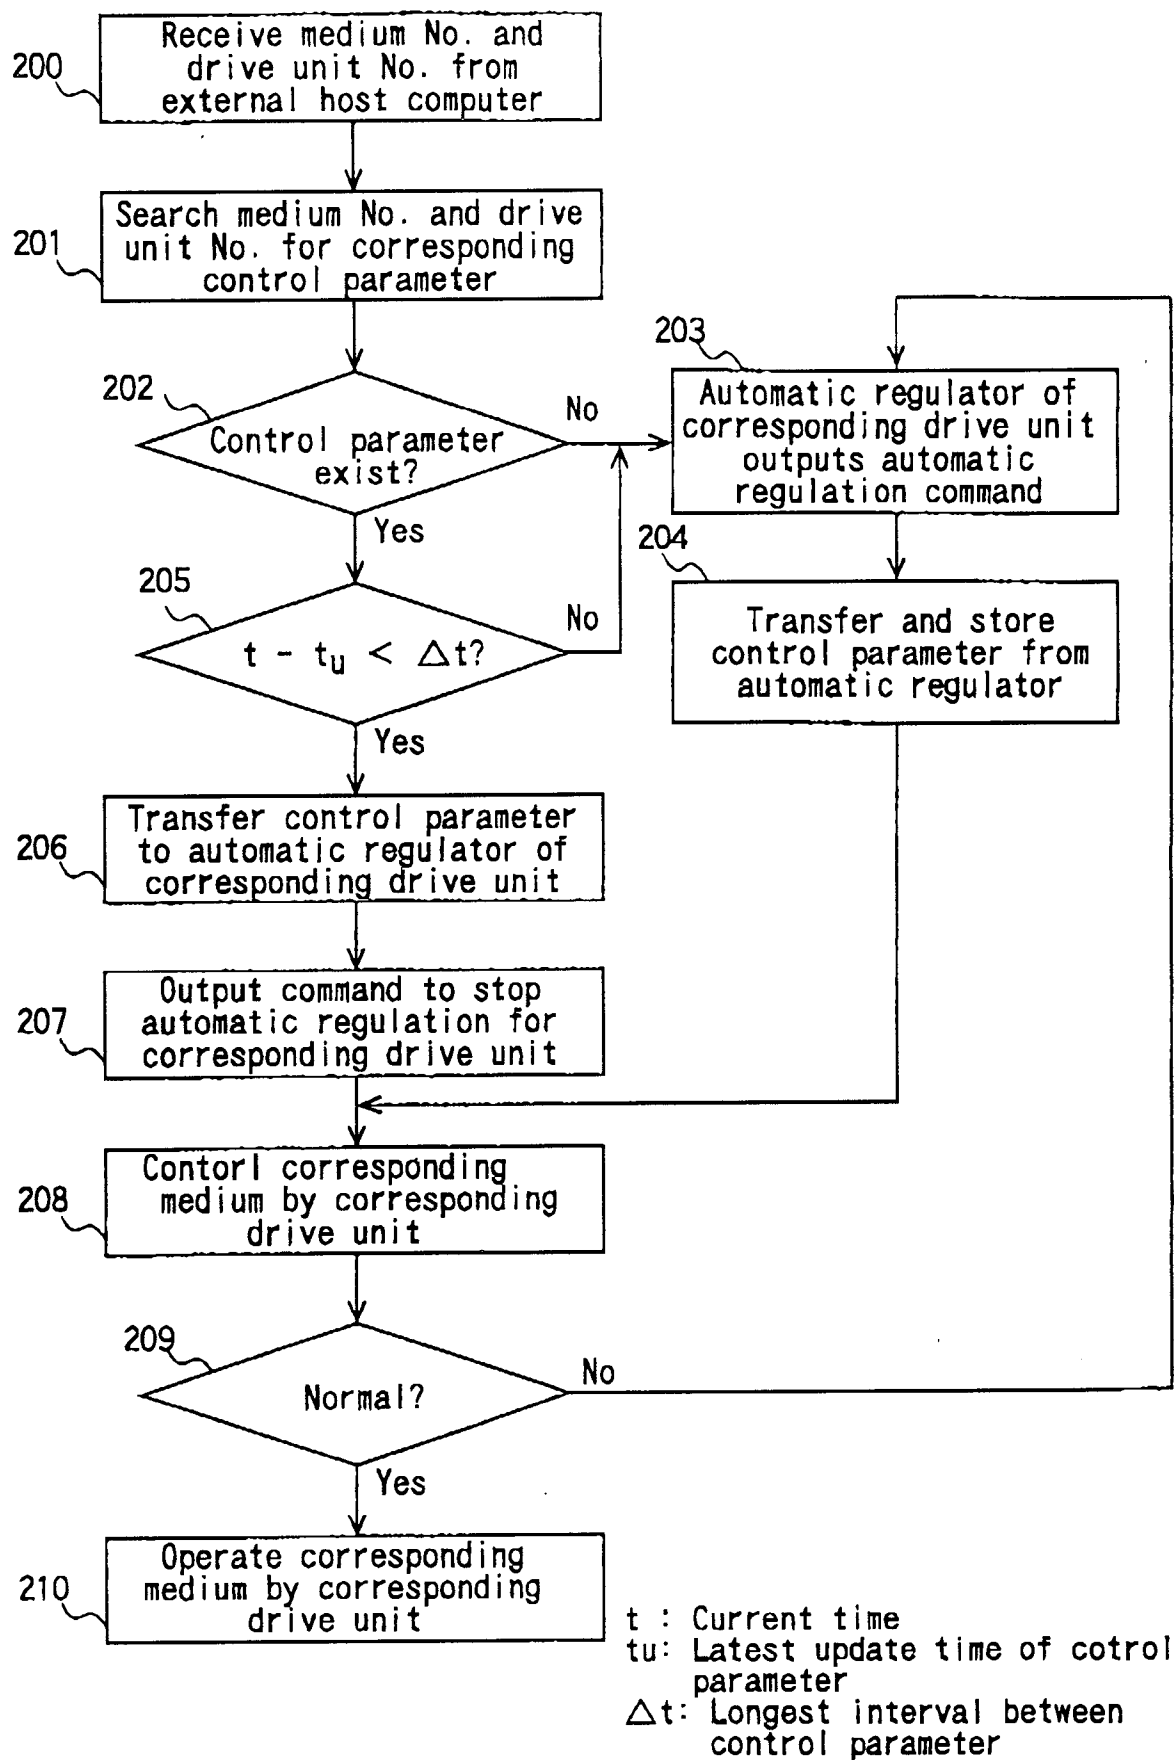 200
Receive medium No. and
drive unit No. from
external host computer
201
Search medium No. and drive
unit No. for corresponding
control parameter
202
Control parameter
exist?
No
Yes
203
Automatic regulator of
corresponding drive unit
outputs automatic
regulation command
204
Transfer and store
control parameter from
automatic regulator
205
t - tu < Δt?
No
Yes
206
Transfer control parameter
to automatic regulator of
corresponding drive unit
207
Output command to stop
automatic regulation for
corresponding drive unit
208
Contorl corresponding
medium by corresponding
drive unit
209
Normal?
No
Yes
210
Operate corresponding
medium by corresponding
drive unit
t : Current time
tu: Latest update time of cotrol
parameter
Δt: Longest interval between
control parameter